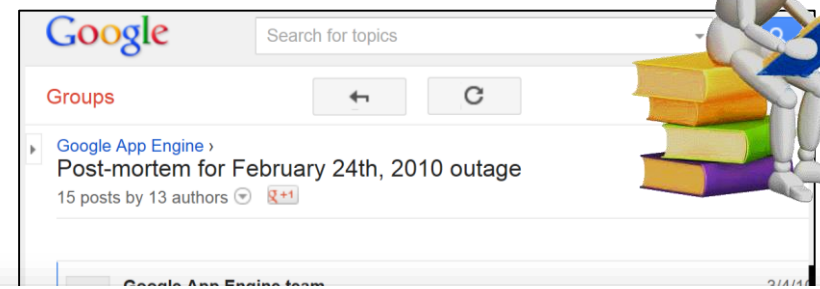 Google
Search for topics
Groups
Google App Engine ›
Post-mortem for February 24th, 2010 outage
15 posts by 13 authors
g +1
Google App Engine team